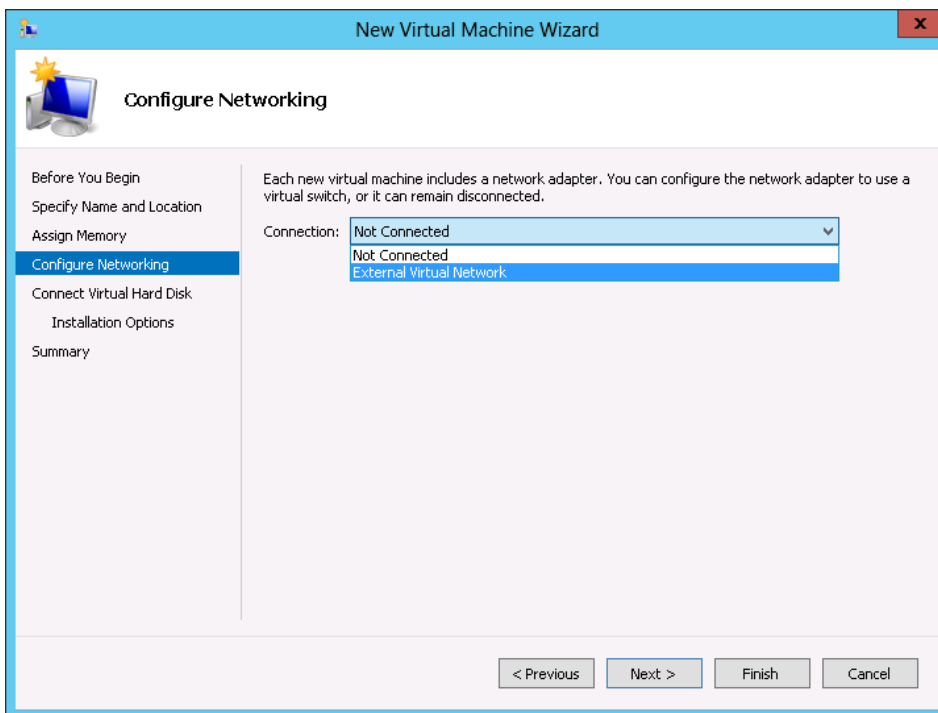 New Virtual Machine Wizard
x
Configure Networking
Before You Begin
Specify Name and Location
Assign Memory
Configure Networking
Connect Virtual Hard Disk
Installation Options
Summary
Each new virtual machine includes a network adapter. You can configure the network adapter to use a
virtual switch, or it can remain disconnected.
Connection: Not Connected
Not Connected
External Virtual Network
< Previous Next > Finish Cancel